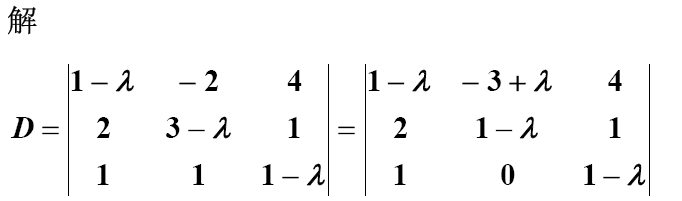 解
D = | 1 − λ  − 2  4 | = | 1 − λ  − 3 + λ  4 |
| 2  3 − λ  1 | | 2  1 − λ  1 |
| 1  1  1 − λ | | 1  0  1 − λ |